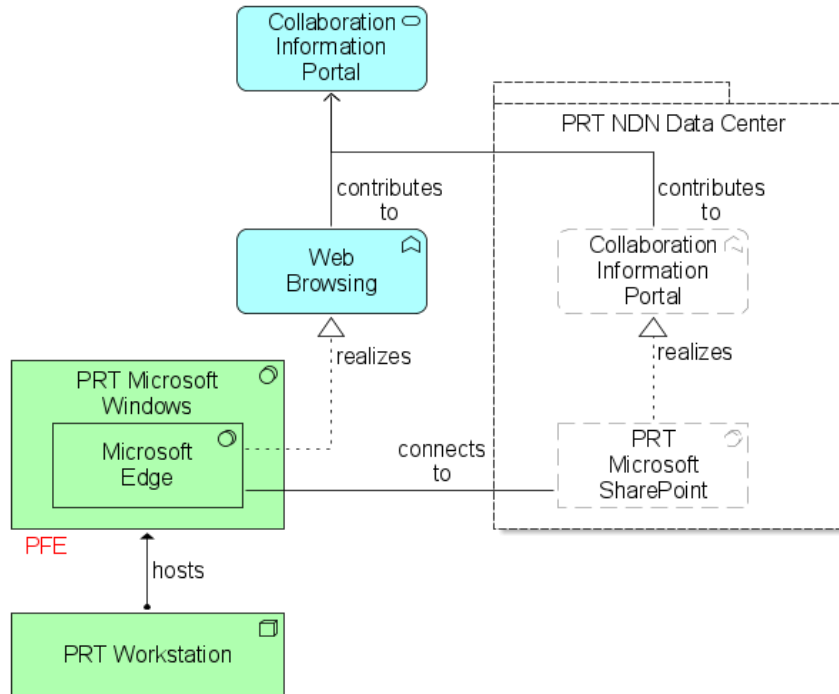 Collaboration
Information
Portal
PRT NDN Data Center
contributes
to
contributes
to
Web
Browsing
Collaboration
Information
Portal
realizes
realizes
PRT Microsoft
Windows
Microsoft
Edge
connects
to
PRT
Microsoft
SharePoint
PFE
hosts
PRT Workstation